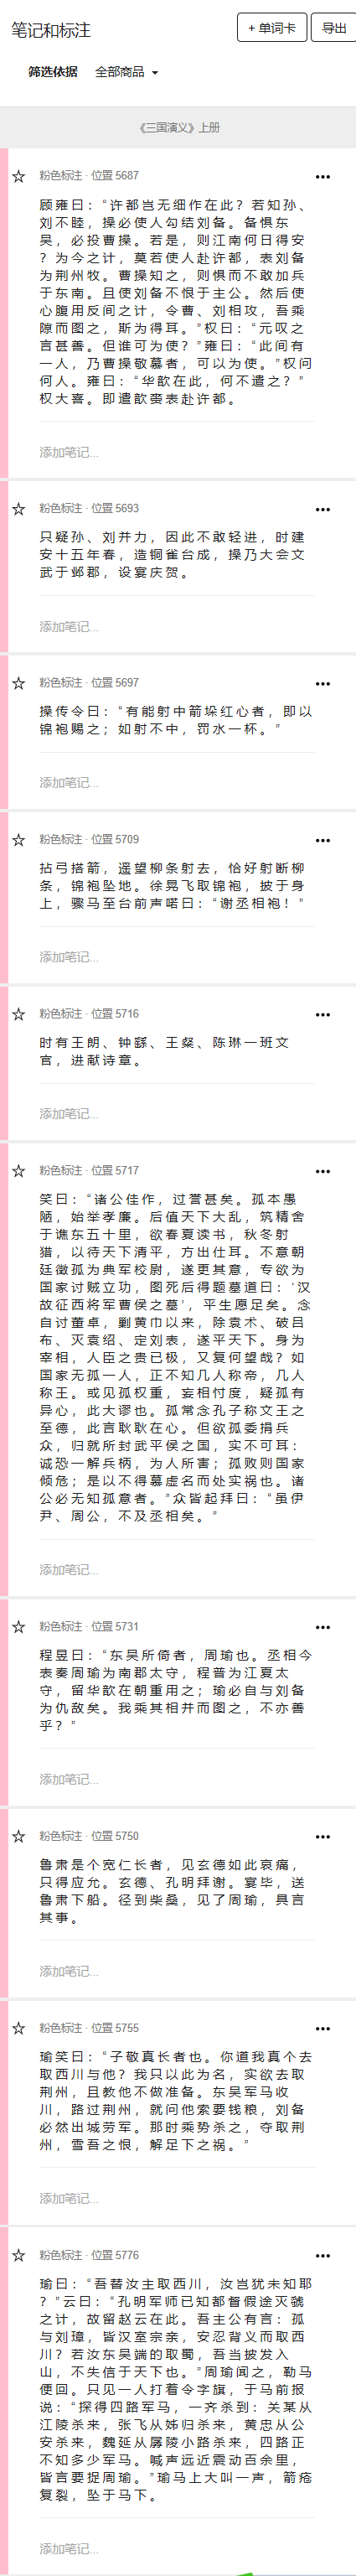 笔记和标注
+ 单词卡
导出
筛选依据 全部商品
《三国演义》上册
粉色标注 · 位置 5687
顾雍曰：“许都岂无细作在此？若知孙、
刘不睦，操必使人勾结刘备。备惧东
吴，必投曹操。若是，则江南何日得安
？为今之计，莫若使人赴许都，表刘备
为荆州牧。曹操知之，则惧而不敢加兵
于东南。且使刘备不恨于主公。然后使
心腹用反间之计，令曹、刘相攻，吾乘
隙而图之，斯为得耳。”权曰：“元叹之
言甚善。但谁可为使？”雍曰：“此间有
一人，乃曹操敬慕者，可以为使。”权问
何人。雍曰：“华歆在此，何不遣之？”
权大喜。即遣歆赍表赴许都。
添加笔记...
粉色标注 · 位置 5693
只疑孙、刘并力，因此不敢轻进，时建
安十五年春，造铜雀台成，操乃大会文
武于邺郡，设宴庆贺。
添加笔记...
粉色标注 · 位置 5697
操传令曰：“有能射中箭垛红心者，即以
锦袍赐之；如射不中，罚水一杯。”
添加笔记...
粉色标注 · 位置 5709
拈弓搭箭，遥望柳条射去，恰好射断柳
条，锦袍坠地。徐晃飞取锦袍，披于身
上，骤马至台前声喏曰：“谢丞相袍！”
添加笔记...
粉色标注 · 位置 5716
时有王朗、钟繇、王粲、陈琳一班文
官，进献诗章。
添加笔记...
粉色标注 · 位置 5717
笑曰：“诸公佳作，过誉甚矣。孤本愚
陋，始举孝廉。后值天下大乱，筑精舍
于谯东五十里，欲春夏读书，秋冬射
猎，以待天下清平，方出仕耳。不意朝
廷徵孤为典军校尉，遂更其意，专欲为
国家讨贼立功，图死后得题墓道曰：‘汉
故征西将军曹侯之墓’，平生愿足矣。念
自讨董卓，剿黄巾以来，除袁术、破吕
布、灭袁绍、定刘表，遂平天下。身为
宰相，人臣之贵已极，又复何望哉？如
国家无孤一人，正不知几人称帝，几人
称王。或见孤权重，妄相忖度，疑孤有
异心，此大谬也。孤常念孔子称文王之
至德，此言耿耿在心。但欲孤委捐兵
众，归就所封武平侯之国，实不可耳：
诚恐一解兵柄，为人所害；孤败则国家
倾危；是以不得慕虚名而处实祸也。诸
公必无知孤意者。”众皆起拜曰：“虽伊
尹、周公，不及丞相矣。”
添加笔记...
粉色标注 · 位置 5731
程昱曰：“东吴所倚者，周瑜也。丞相今
表奏周瑜为南郡太守，程普为江夏太
守，留华歆在朝重用之；瑜必自与刘备
为仇敌矣。我乘其相并而图之，不亦善
乎？”
添加笔记...
粉色标注 · 位置 5750
鲁肃是个宽仁长者，见玄德如此哀痛，
只得应允。玄德、孔明拜谢。宴毕，送
鲁肃下船。径到柴桑，见了周瑜，具言
其事。
添加笔记...
粉色标注 · 位置 5755
瑜笑曰：“子敬真长者也。你道我真个去
取西川与他？我只以此为名，实欲去取
荆州，且教他不做准备。东吴军马收
川，路过荆州，就问他索要钱粮，刘备
必然出城劳军。那时乘势杀之，夺取荆
州，雪吾之恨，解足下之祸。”
添加笔记...
粉色标注 · 位置 5776
瑜曰：“吾替汝主取西川，汝岂犹未知耶
？”云曰：“孔明军师已知都督假途灭虢
之计，故留赵云在此。吾主公有言：孤
与刘璋，皆汉室宗亲，安忍背义而取西
川？若汝东吴端的取蜀，吾当披发入
山，不失信于天下也。”周瑜闻之，勒马
便回。只见一人打着令字旗，于马前报
说：“探得四路军马，一齐杀到：关某从
江陵杀来，张飞从姊归杀来，黄忠从公
安杀来，魏延从孱陵小路杀来，四路正
不知多少军马。喊声远近震动百余里，
皆言要捉周瑜。”瑜马上大叫一声，箭疮
复裂，坠于马下。
添加笔记...